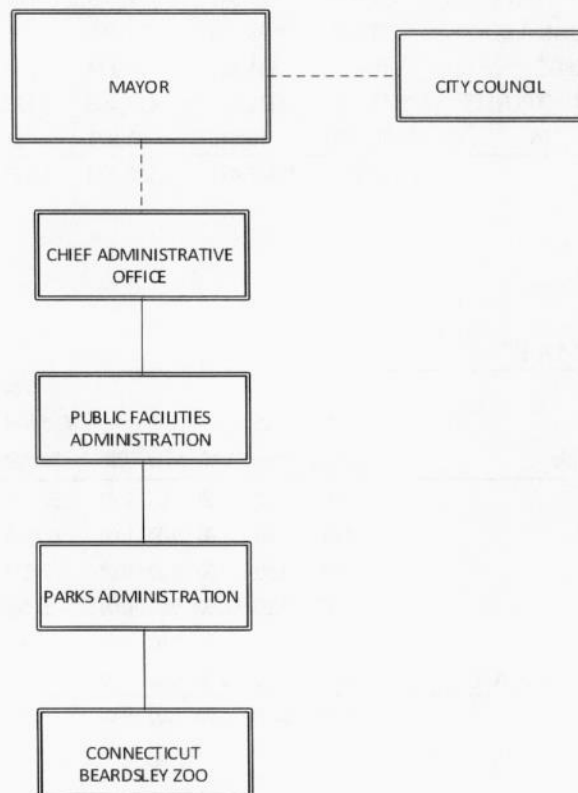 MAYOR
CITY COUNCIL
CHIEF ADMINISTRATIVE
OFFICE
PUBLIC FACILITIES
ADMINISTRATION
PARKS ADMINISTRATION
CONNECTICUT
BEARDSLEY ZOO